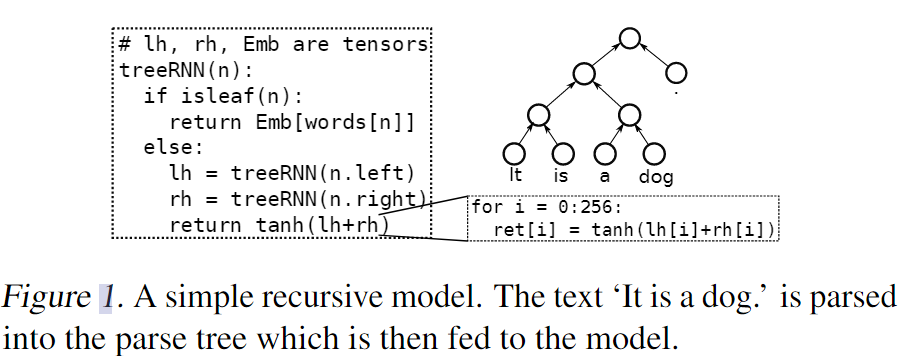 # lh, rh, Emb are tensors
treeRNN(n):
if isleaf(n):
return Emb[words[n]]
else:
lh = treeRNN(n.left)
rh = treeRNN(n.right)
return tanh(lh+rh)
It is a dog
.
for i = 0:256:
ret[i] = tanh(lh[i]+rh[i])
Figure 1. A simple recursive model. The text ‘It is a dog.’ is parsed
into the parse tree which is then fed to the model.